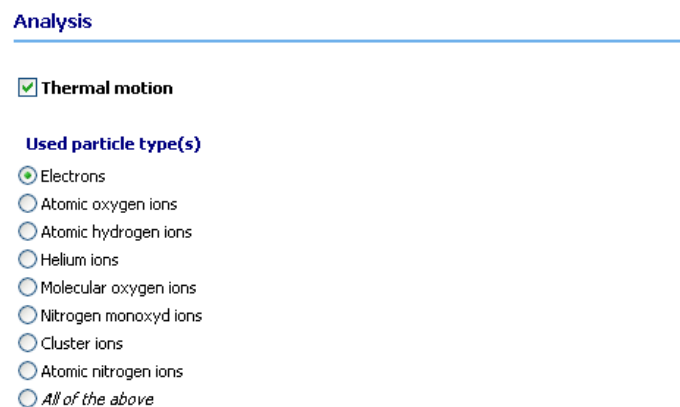 Analysis
Thermal motion
Used particle type(s)
Electrons
Atomic oxygen ions
Atomic hydrogen ions
Helium ions
Molecular oxygen ions
Nitrogen monoxyd ions
Cluster ions
Atomic nitrogen ions
All of the above